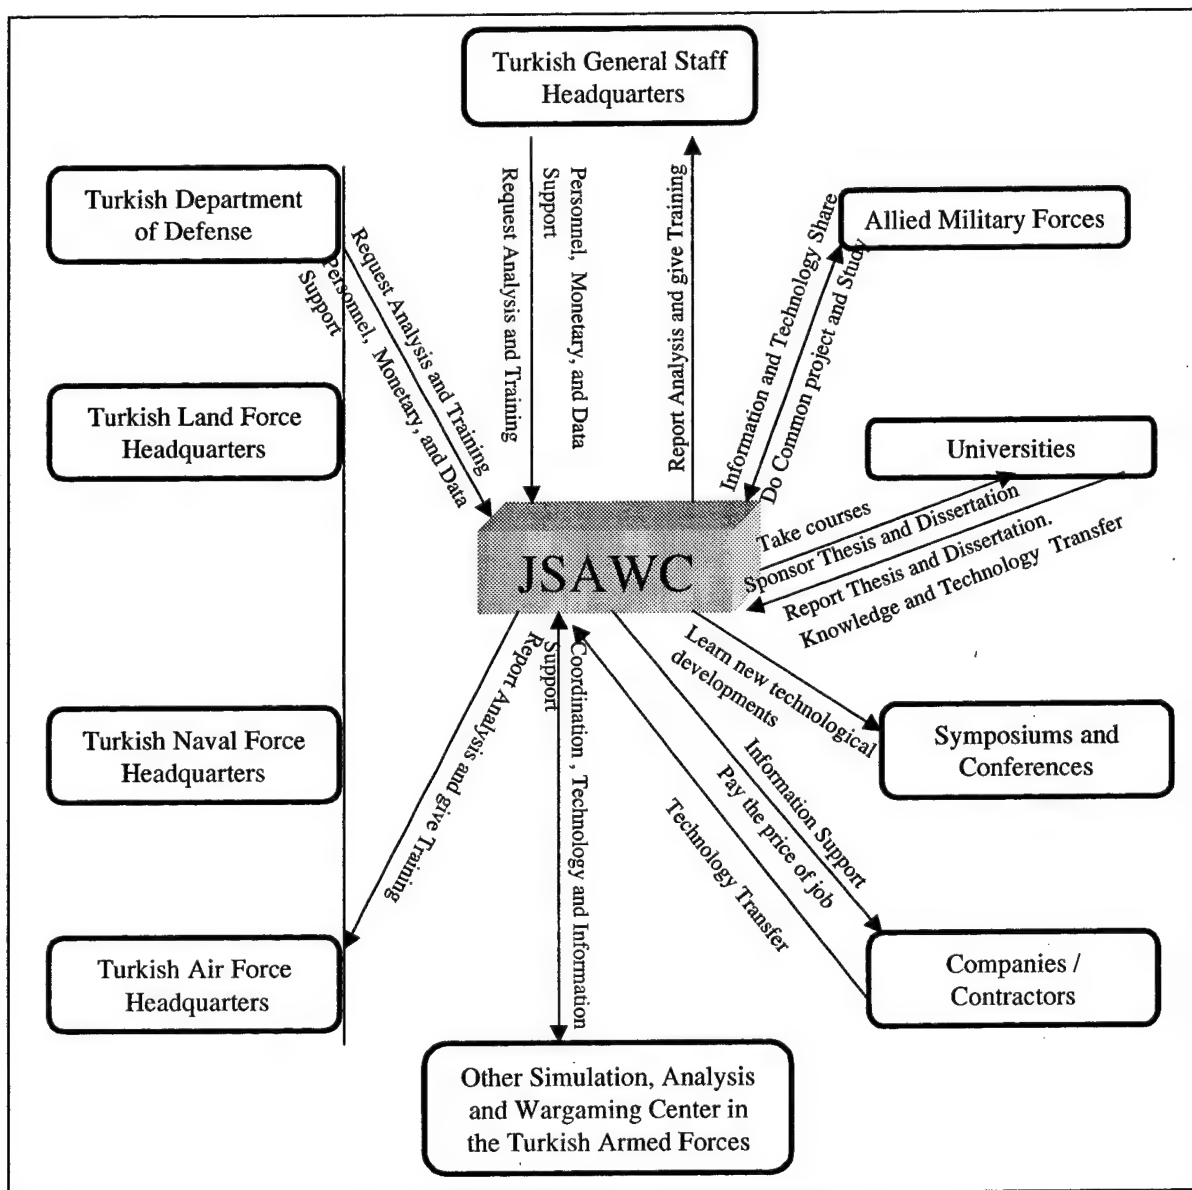 Turkish General Staff
Headquarters
Turkish Department
of Defense
Request Analysis and Training
Personnel, Monetary, and Data
Support
Request Analysis and Training
Personnel, Monetary, and Data
Support
Report Analysis and give Training
Information and Technology Share
Do Common project and Study
Allied Military Forces
Turkish Land Force
Headquarters
Universities
Take courses
Sponsor Thesis and Dissertation
Report Thesis and Dissertation.
Knowledge and Technology Transfer
JSAWC
Turkish Naval Force
Headquarters
Report Analysis and give Training
Coordination , Technology and Information
Support
Learn new technological
developments
Symposiums and
Conferences
Information Support
Pay the price of job
Technology Transfer
Turkish Air Force
Headquarters
Companies /
Contractors
Other Simulation, Analysis
and Wargaming Center in
the Turkish Armed Forces